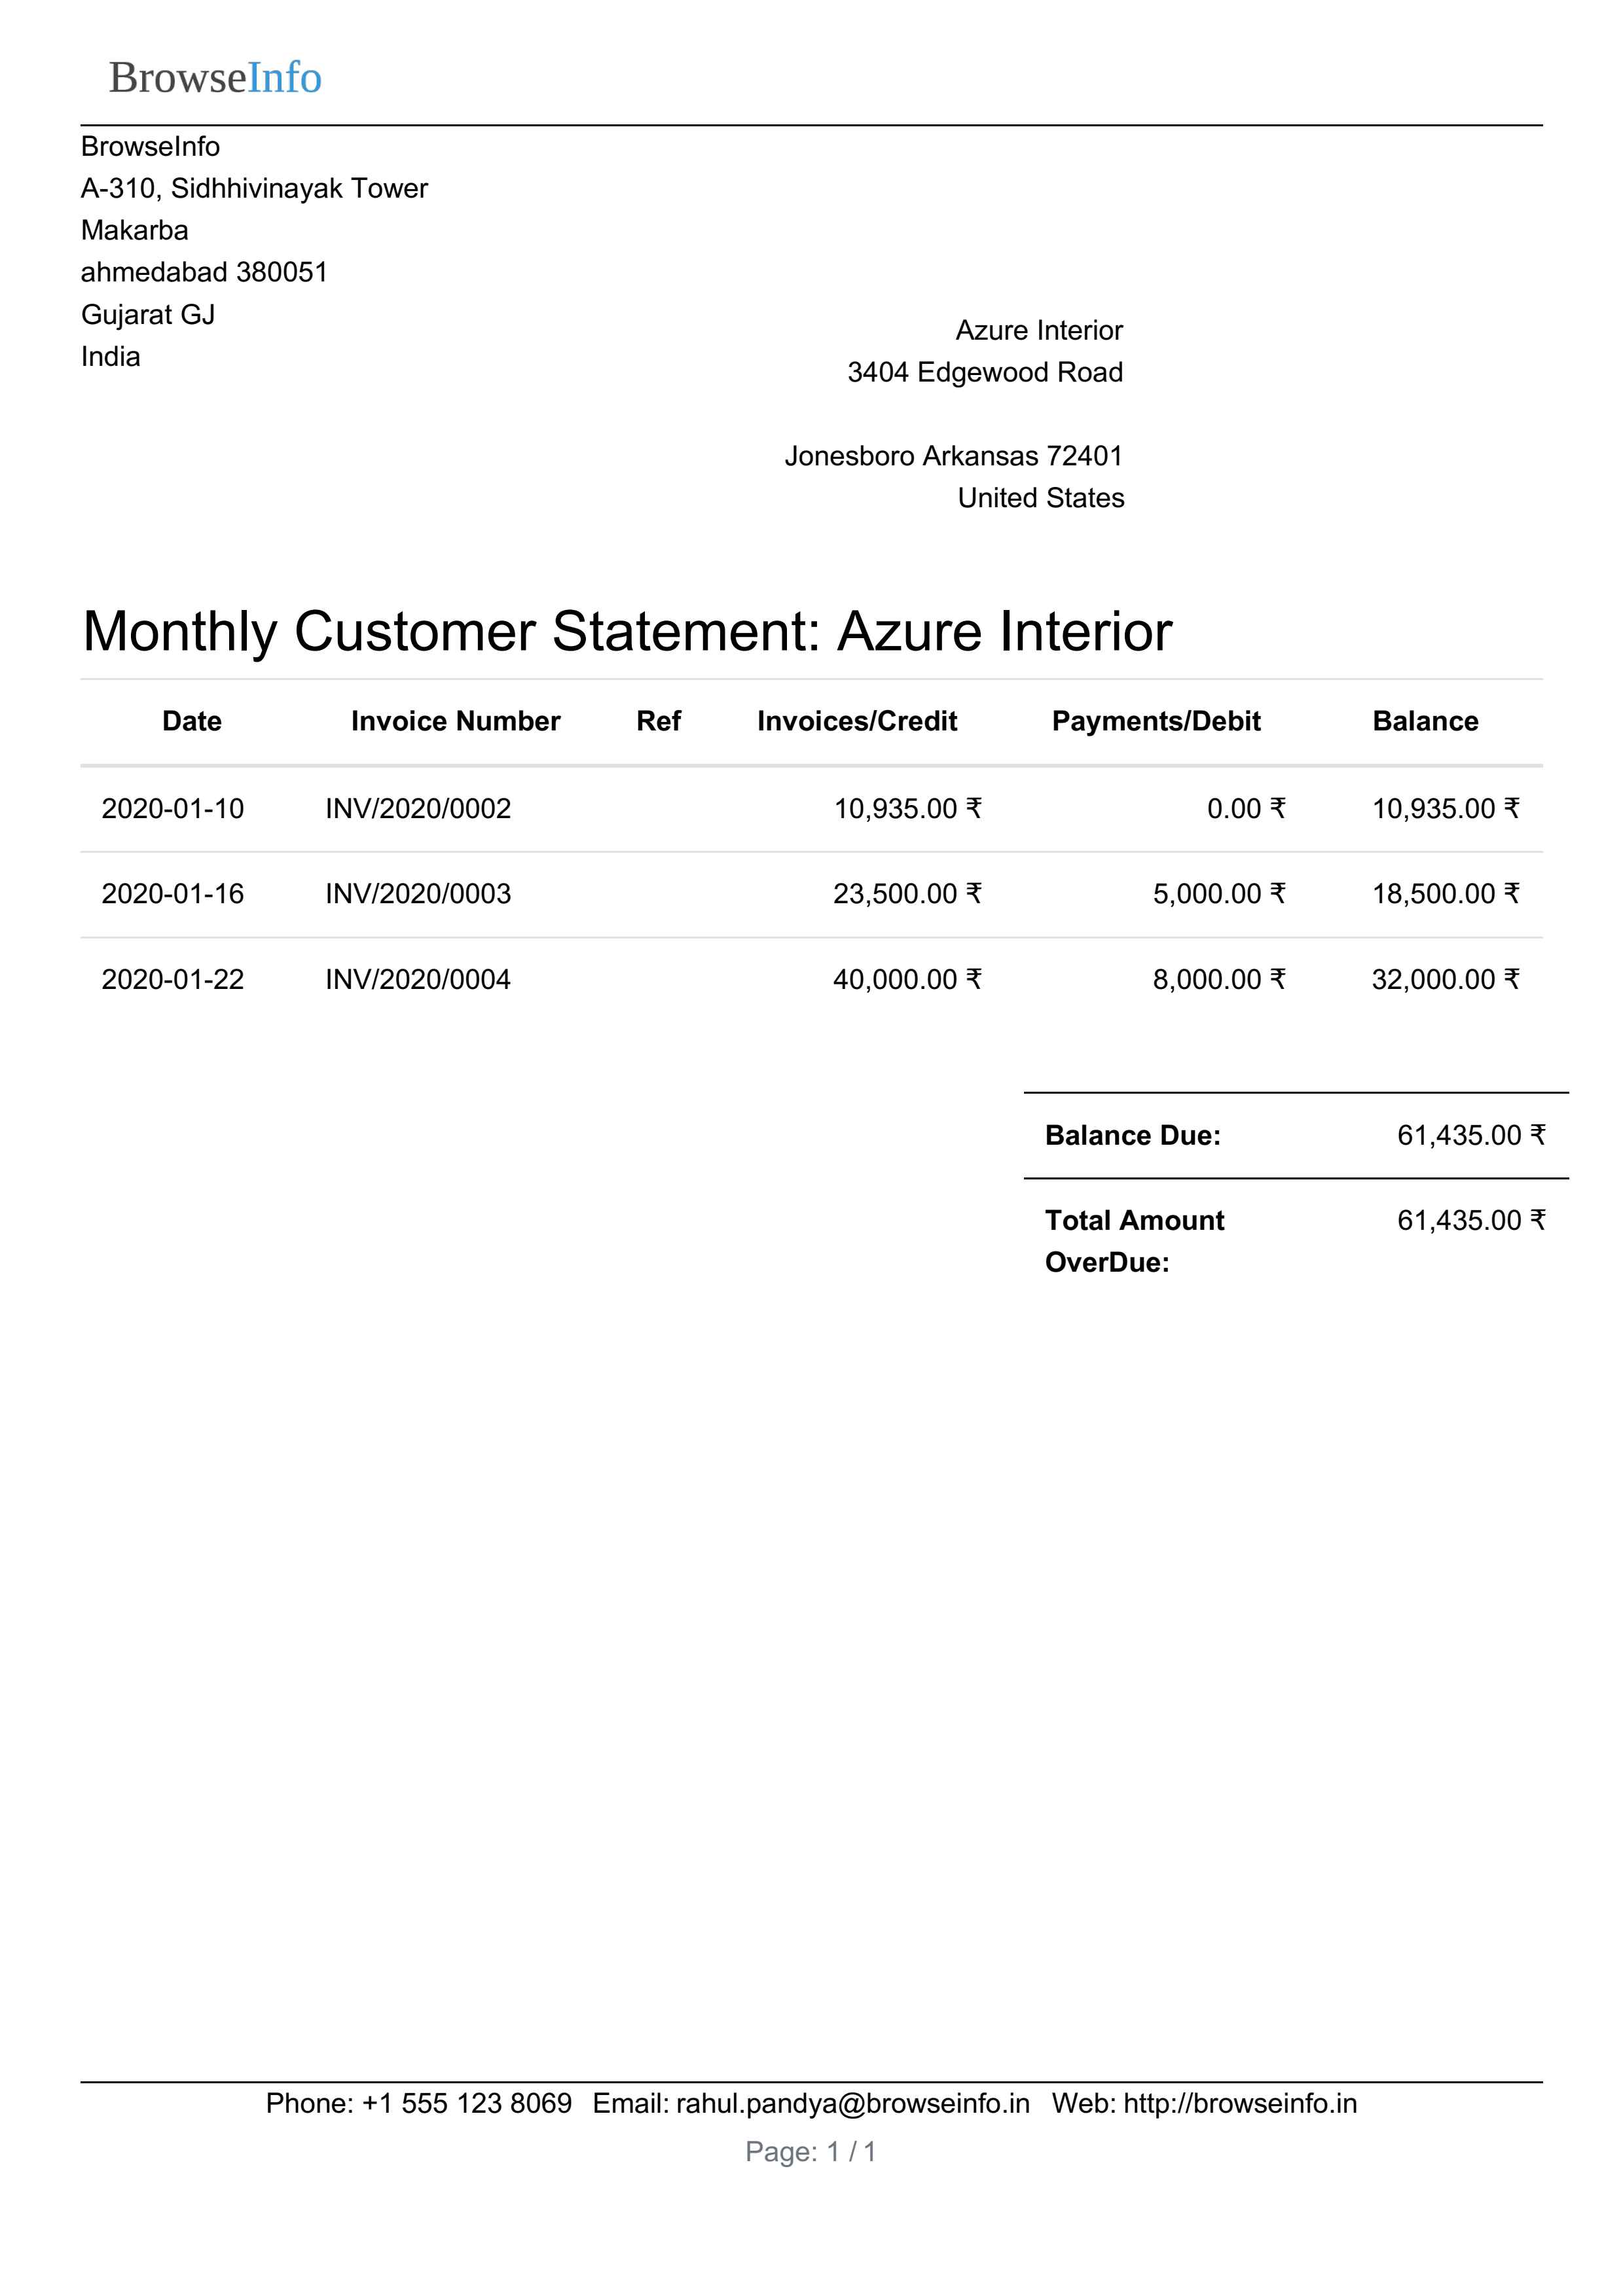 BrowseInfo
BrowseInfo
A-310, Sidhhivinayak Tower
Makarba
ahmedabad 380051
Gujarat GJ
India
Azure Interior
3404 Edgewood Road
Jonesboro Arkansas 72401
United States
Monthly Customer Statement: Azure Interior
Date Invoice Number Ref Invoices/Credit Payments/Debit Balance
2020-01-10 INV/2020/0002 10,935.00 ₹ 0.00 ₹ 10,935.00 ₹
2020-01-16 INV/2020/0003 23,500.00 ₹ 5,000.00 ₹ 18,500.00 ₹
2020-01-22 INV/2020/0004 40,000.00 ₹ 8,000.00 ₹ 32,000.00 ₹
Balance Due: 61,435.00 ₹
Total Amount 61,435.00 ₹
OverDue:
Phone: +1 555 123 8069 Email: rahul.pandya@browseinfo.in Web: http://browseinfo.in
Page: 1 / 1